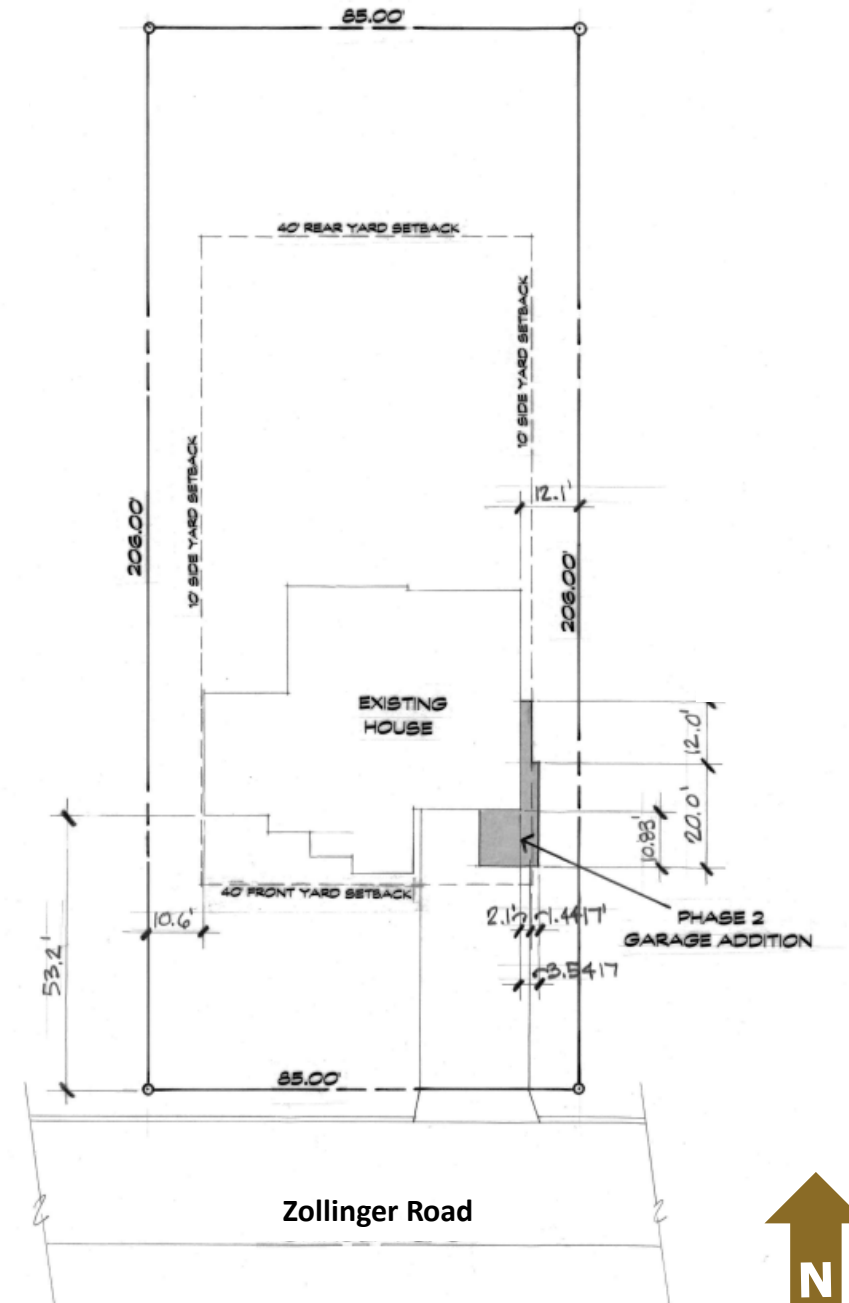 85.00'
40' REAR YARD SETBACK
10' SIDE YARD SETBACK
10' SIDE YARD SETBACK
12.1'
206.00'
206.00'
EXISTING
HOUSE
12.0'
20.0'
10.83'
40' FRONT YARD SETBACK
10.6'
2.1'
1.4417'
3.5417
53.2'
PHASE 2
GARAGE ADDITION
85.00'
Zollinger Road
N